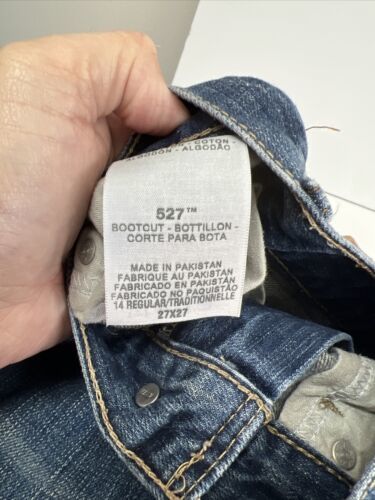 COTON -
ALGODON - ALGODÃO
527™
BOOTCUT - BOTTILLON -
CORTE PARA BOTA
MADE IN PAKISTAN
FABRIQUE AU PAKISTAN
FABRICADO EN PAKISTAN
FABRICADO NO PAQUISTÃO
14 REGULAR/TRADITIONNELLE
27X27